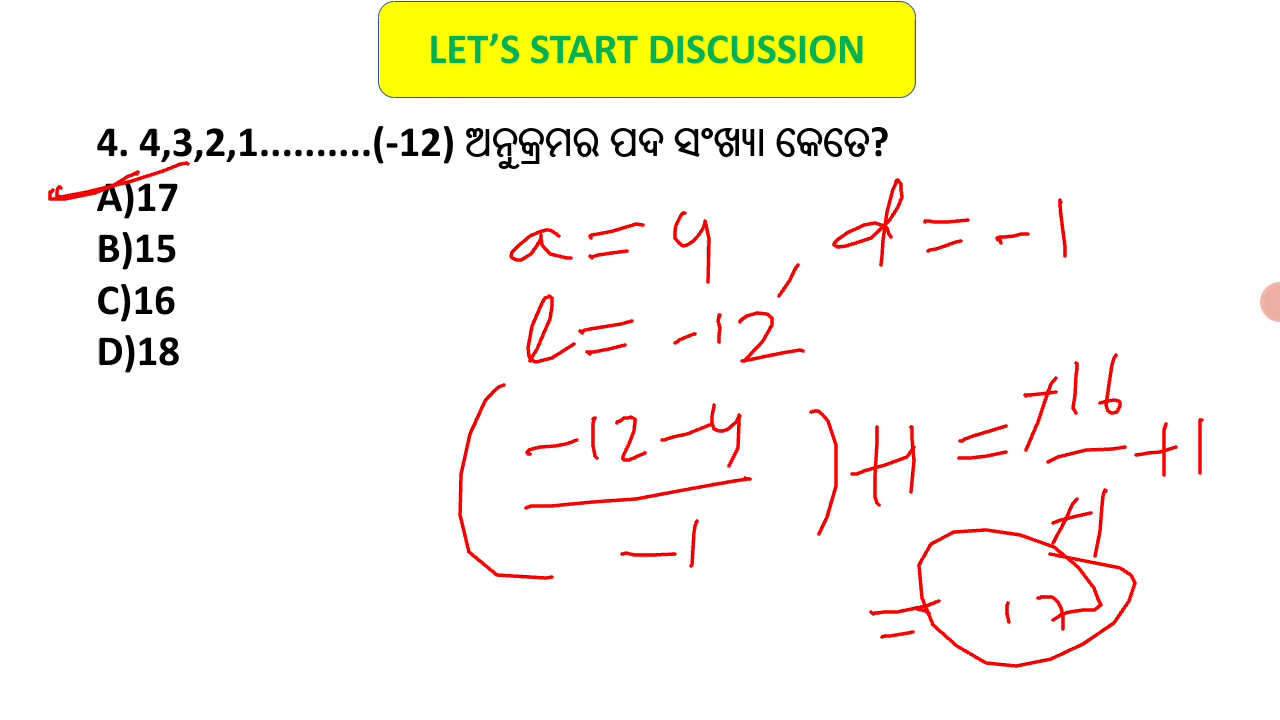 LET’S START DISCUSSION
4. 4,3,2,1..........(-12) ଅନୁକ୍ରମର ପଦ ସଂଖ୍ୟା କେତେ?
A)17
B)15
C)16
D)18
a = 4, d = -1
l = -12
(-12-4 / -1) +1 = +16 / +1 +1
= 17